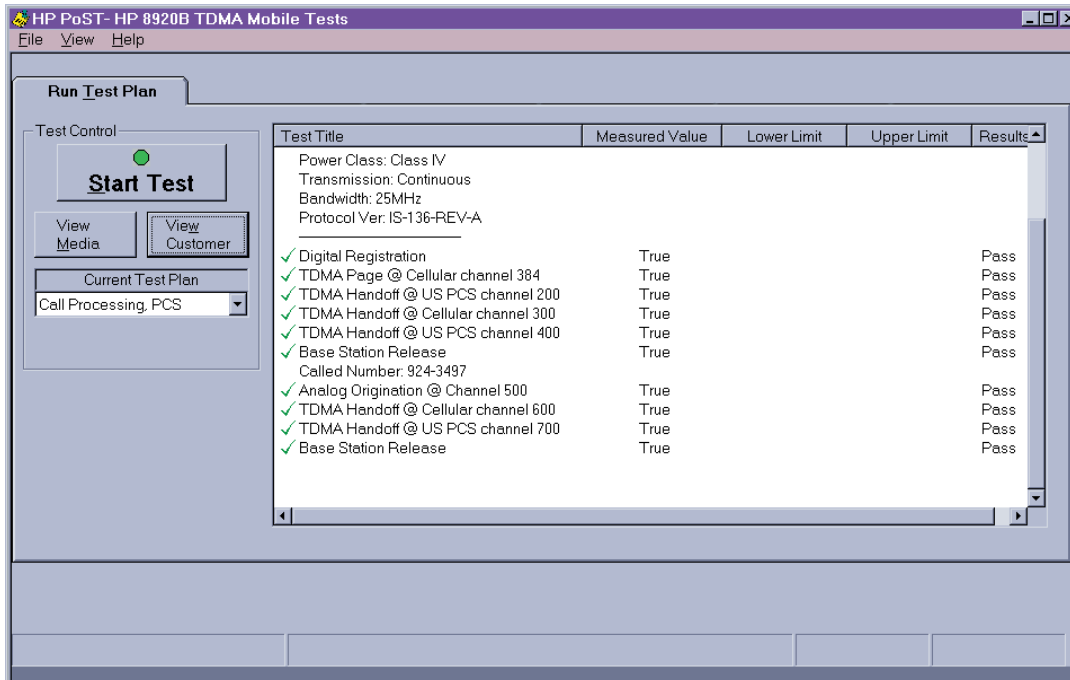 HP PoST- HP 8920B TDMA Mobile Tests
File View Help
Run Test Plan
Test Control
Start Test
View Media
View Customer
Current Test Plan
Call Processing, PCS
Test Title Measured Value Lower Limit Upper Limit Results
Power Class: Class IV
Transmission: Continuous
Bandwidth: 25MHz
Protocol Ver: IS-136-REV-A
Digital Registration True Pass
TDMA Page @ Cellular channel 384 True Pass
TDMA Handoff @ US PCS channel 200 True Pass
TDMA Handoff @ Cellular channel 300 True Pass
TDMA Handoff @ US PCS channel 400 True Pass
Base Station Release True Pass
Called Number: 924-3497
Analog Origination @ Channel 500 True Pass
TDMA Handoff @ Cellular channel 600 True Pass
TDMA Handoff @ US PCS channel 700 True Pass
Base Station Release True Pass